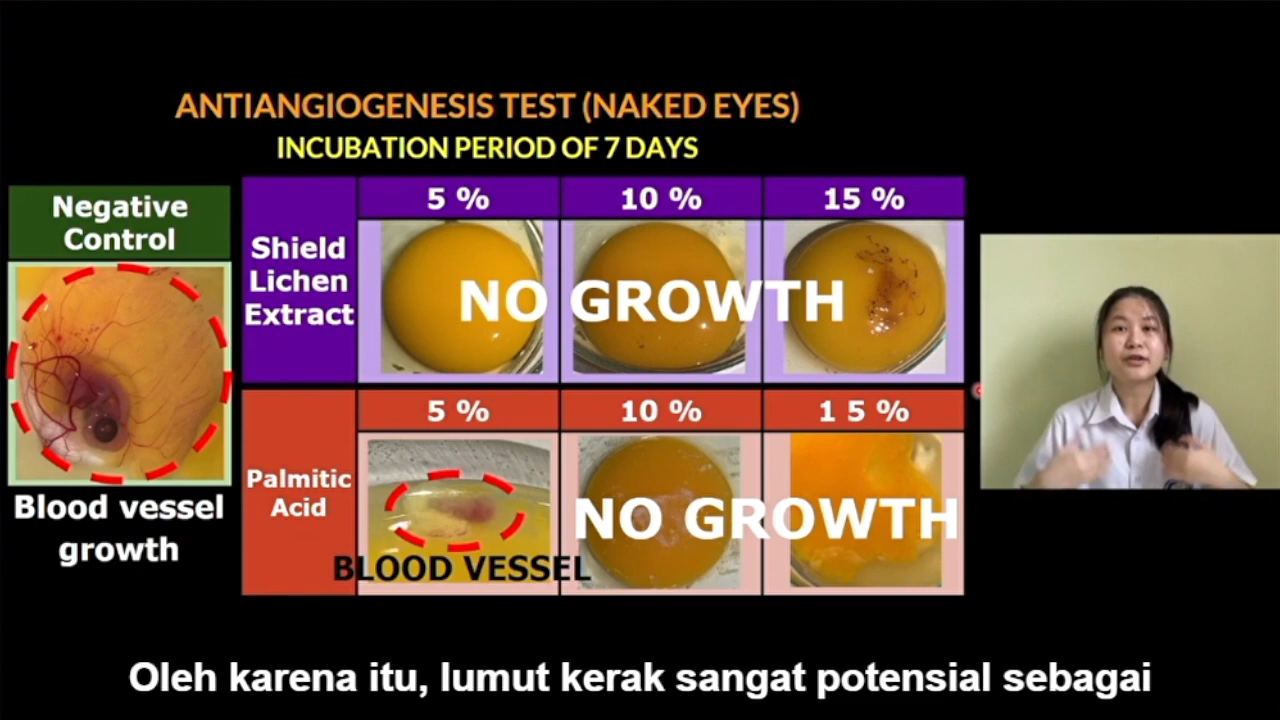 ANTIANGIOGENESIS TEST (NAKED EYES)
INCUBATION PERIOD OF 7 DAYS
Negative
Control
Blood vessel
growth
Shield
Lichen
Extract
5 %
10 %
15 %
NO GROWTH
Palmitic
Acid
5 %
10 %
1 5 %
BLOOD VESSEL
NO GROWTH
Oleh karena itu, lumut kerak sangat potensial sebagai